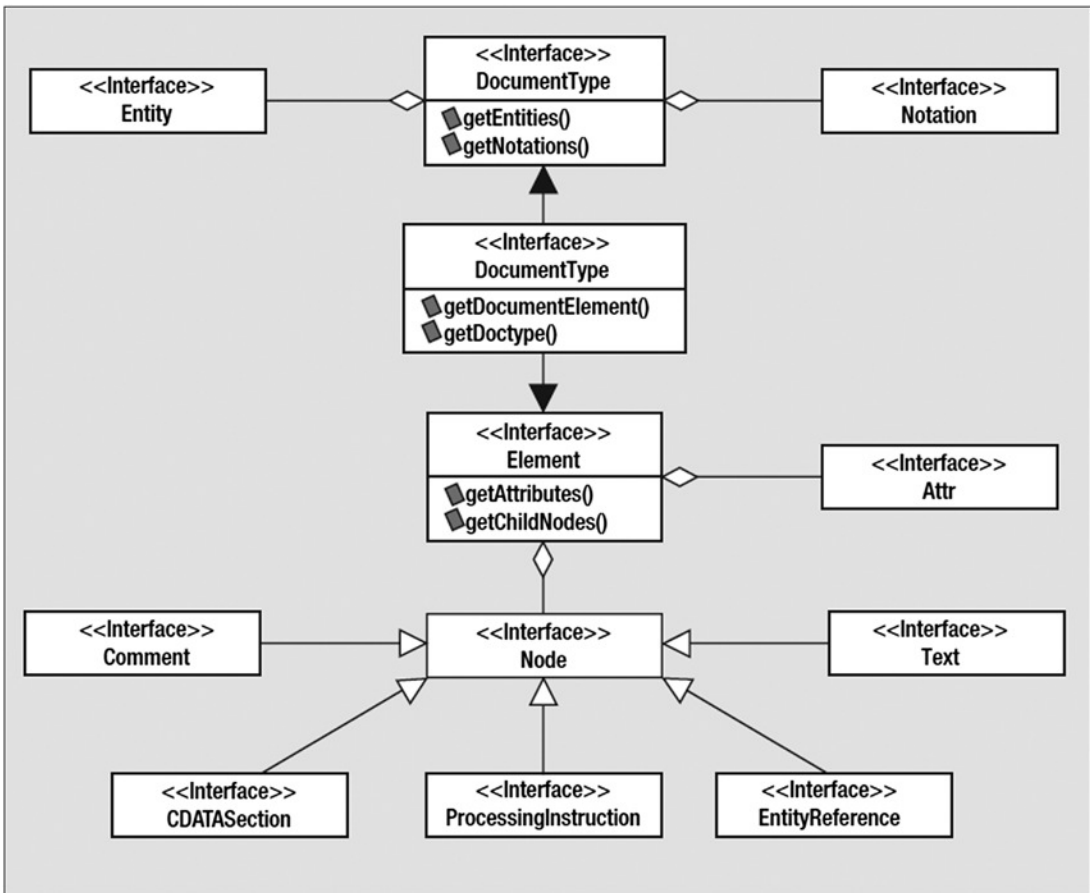 <<Interface>>
DocumentType
getEntities()
getNotations()
<<Interface>>
Entity
<<Interface>>
Notation
<<Interface>>
DocumentType
getDocumentElement()
getDoctype()
<<Interface>>
Element
getAttributes()
getChildNodes()
<<Interface>>
Attr
<<Interface>>
Comment
<<Interface>>
Node
<<Interface>>
Text
<<Interface>>
CDATASection
<<Interface>>
ProcessingInstruction
<<Interface>>
EntityReference